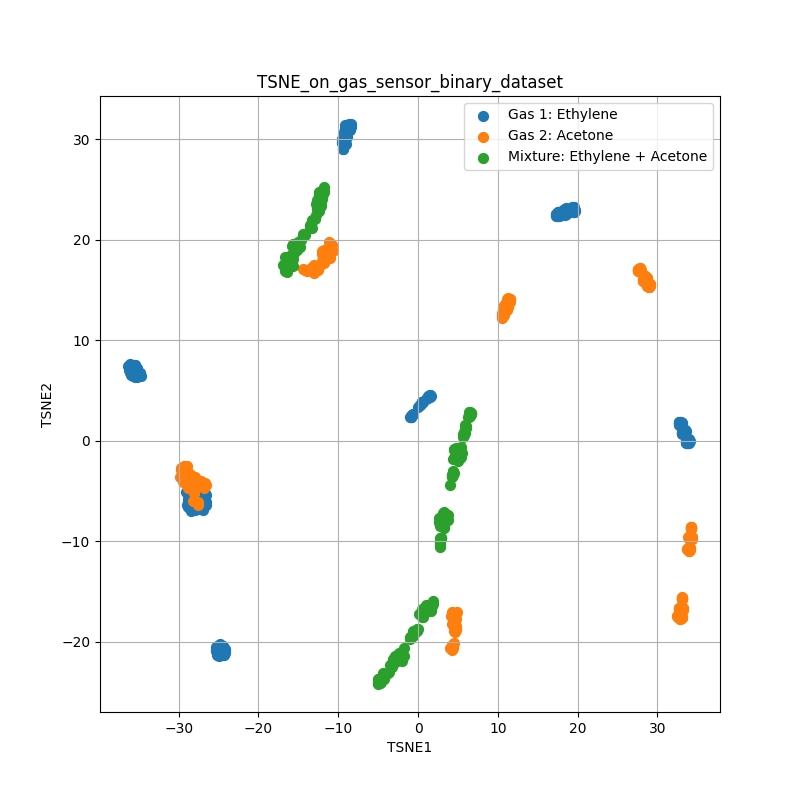 TSNE_on_gas_sensor_binary_dataset
Gas 1: Ethylene
Gas 2: Acetone
Mixture: Ethylene + Acetone
30
20
10
0
−10
−20
TSNE2
−30 −20 −10 0 10 20 30
TSNE1